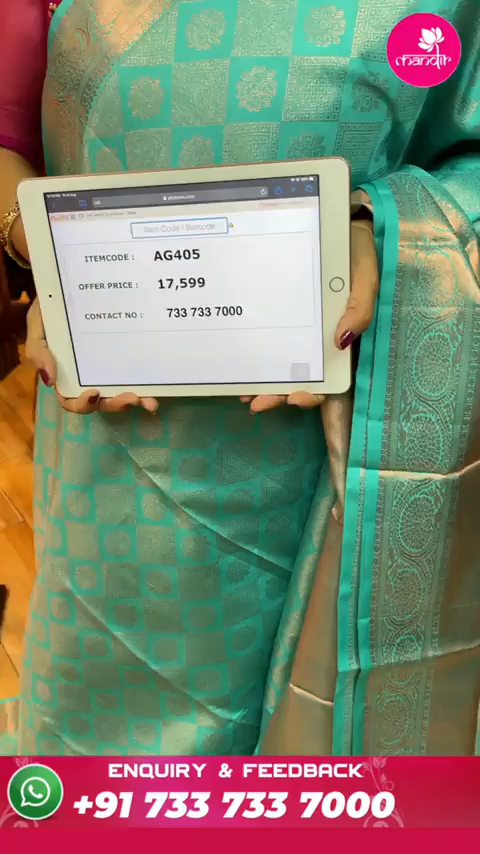 mandir
Item Code / Barcode
ITEMCODE : AG405
OFFER PRICE : 17,599
CONTACT NO : 733 733 7000
ENQUIRY & FEEDBACK
+91 733 733 7000